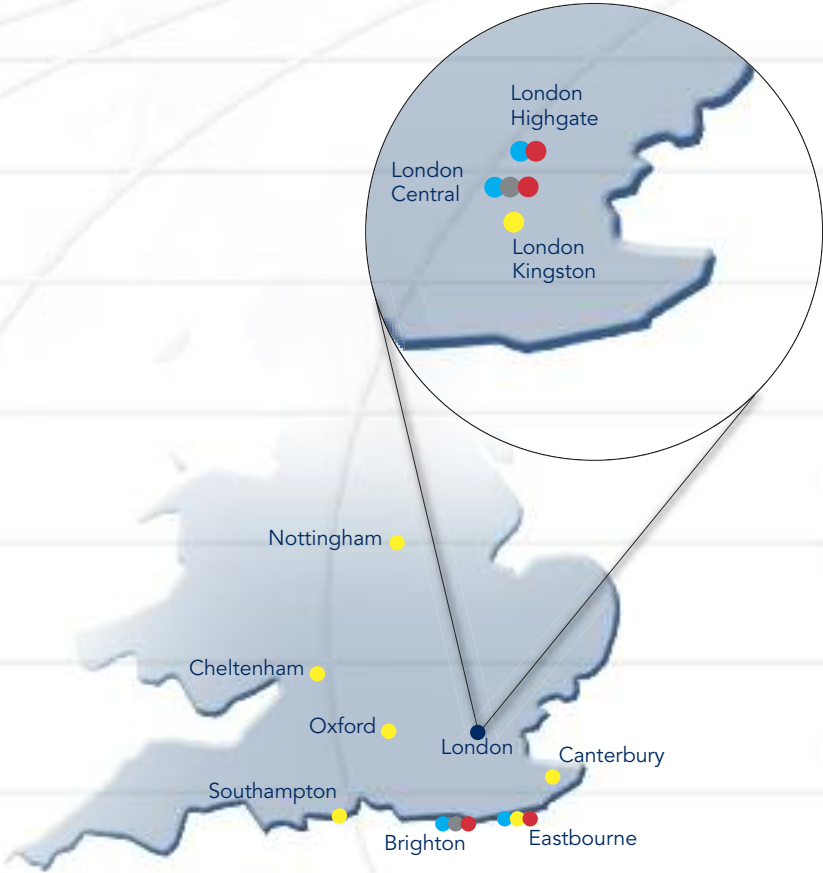 London
Highgate
London
Central
London
Kingston
Nottingham
Cheltenham
Oxford
London
Canterbury
Southampton
Brighton
Eastbourne